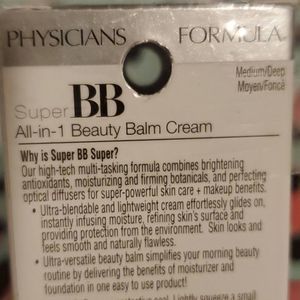 PHYSICIANS FORMULA
Medium/Deep
Moyen/Foncé
Super BB
All-in-1 Beauty Balm Cream
Why is Super BB Super?
Our high-tech multi-tasking formula combines brightening
antioxidants, moisturizing and firming botanicals, and perfecting
optical diffusers for super-powerful skin care + makeup benefits.
• Ultra-blendable and lightweight cream effortlessly glides on,
instantly infusing moisture, refining skin's surface and
providing protection from the environment. Skin looks and
feels smooth and naturally flawless.
• Ultra-versatile beauty balm simplifies your morning beauty
routine by delivering the benefits of moisturizer and
foundation in one easy to use product!
Lightly squeeze a small